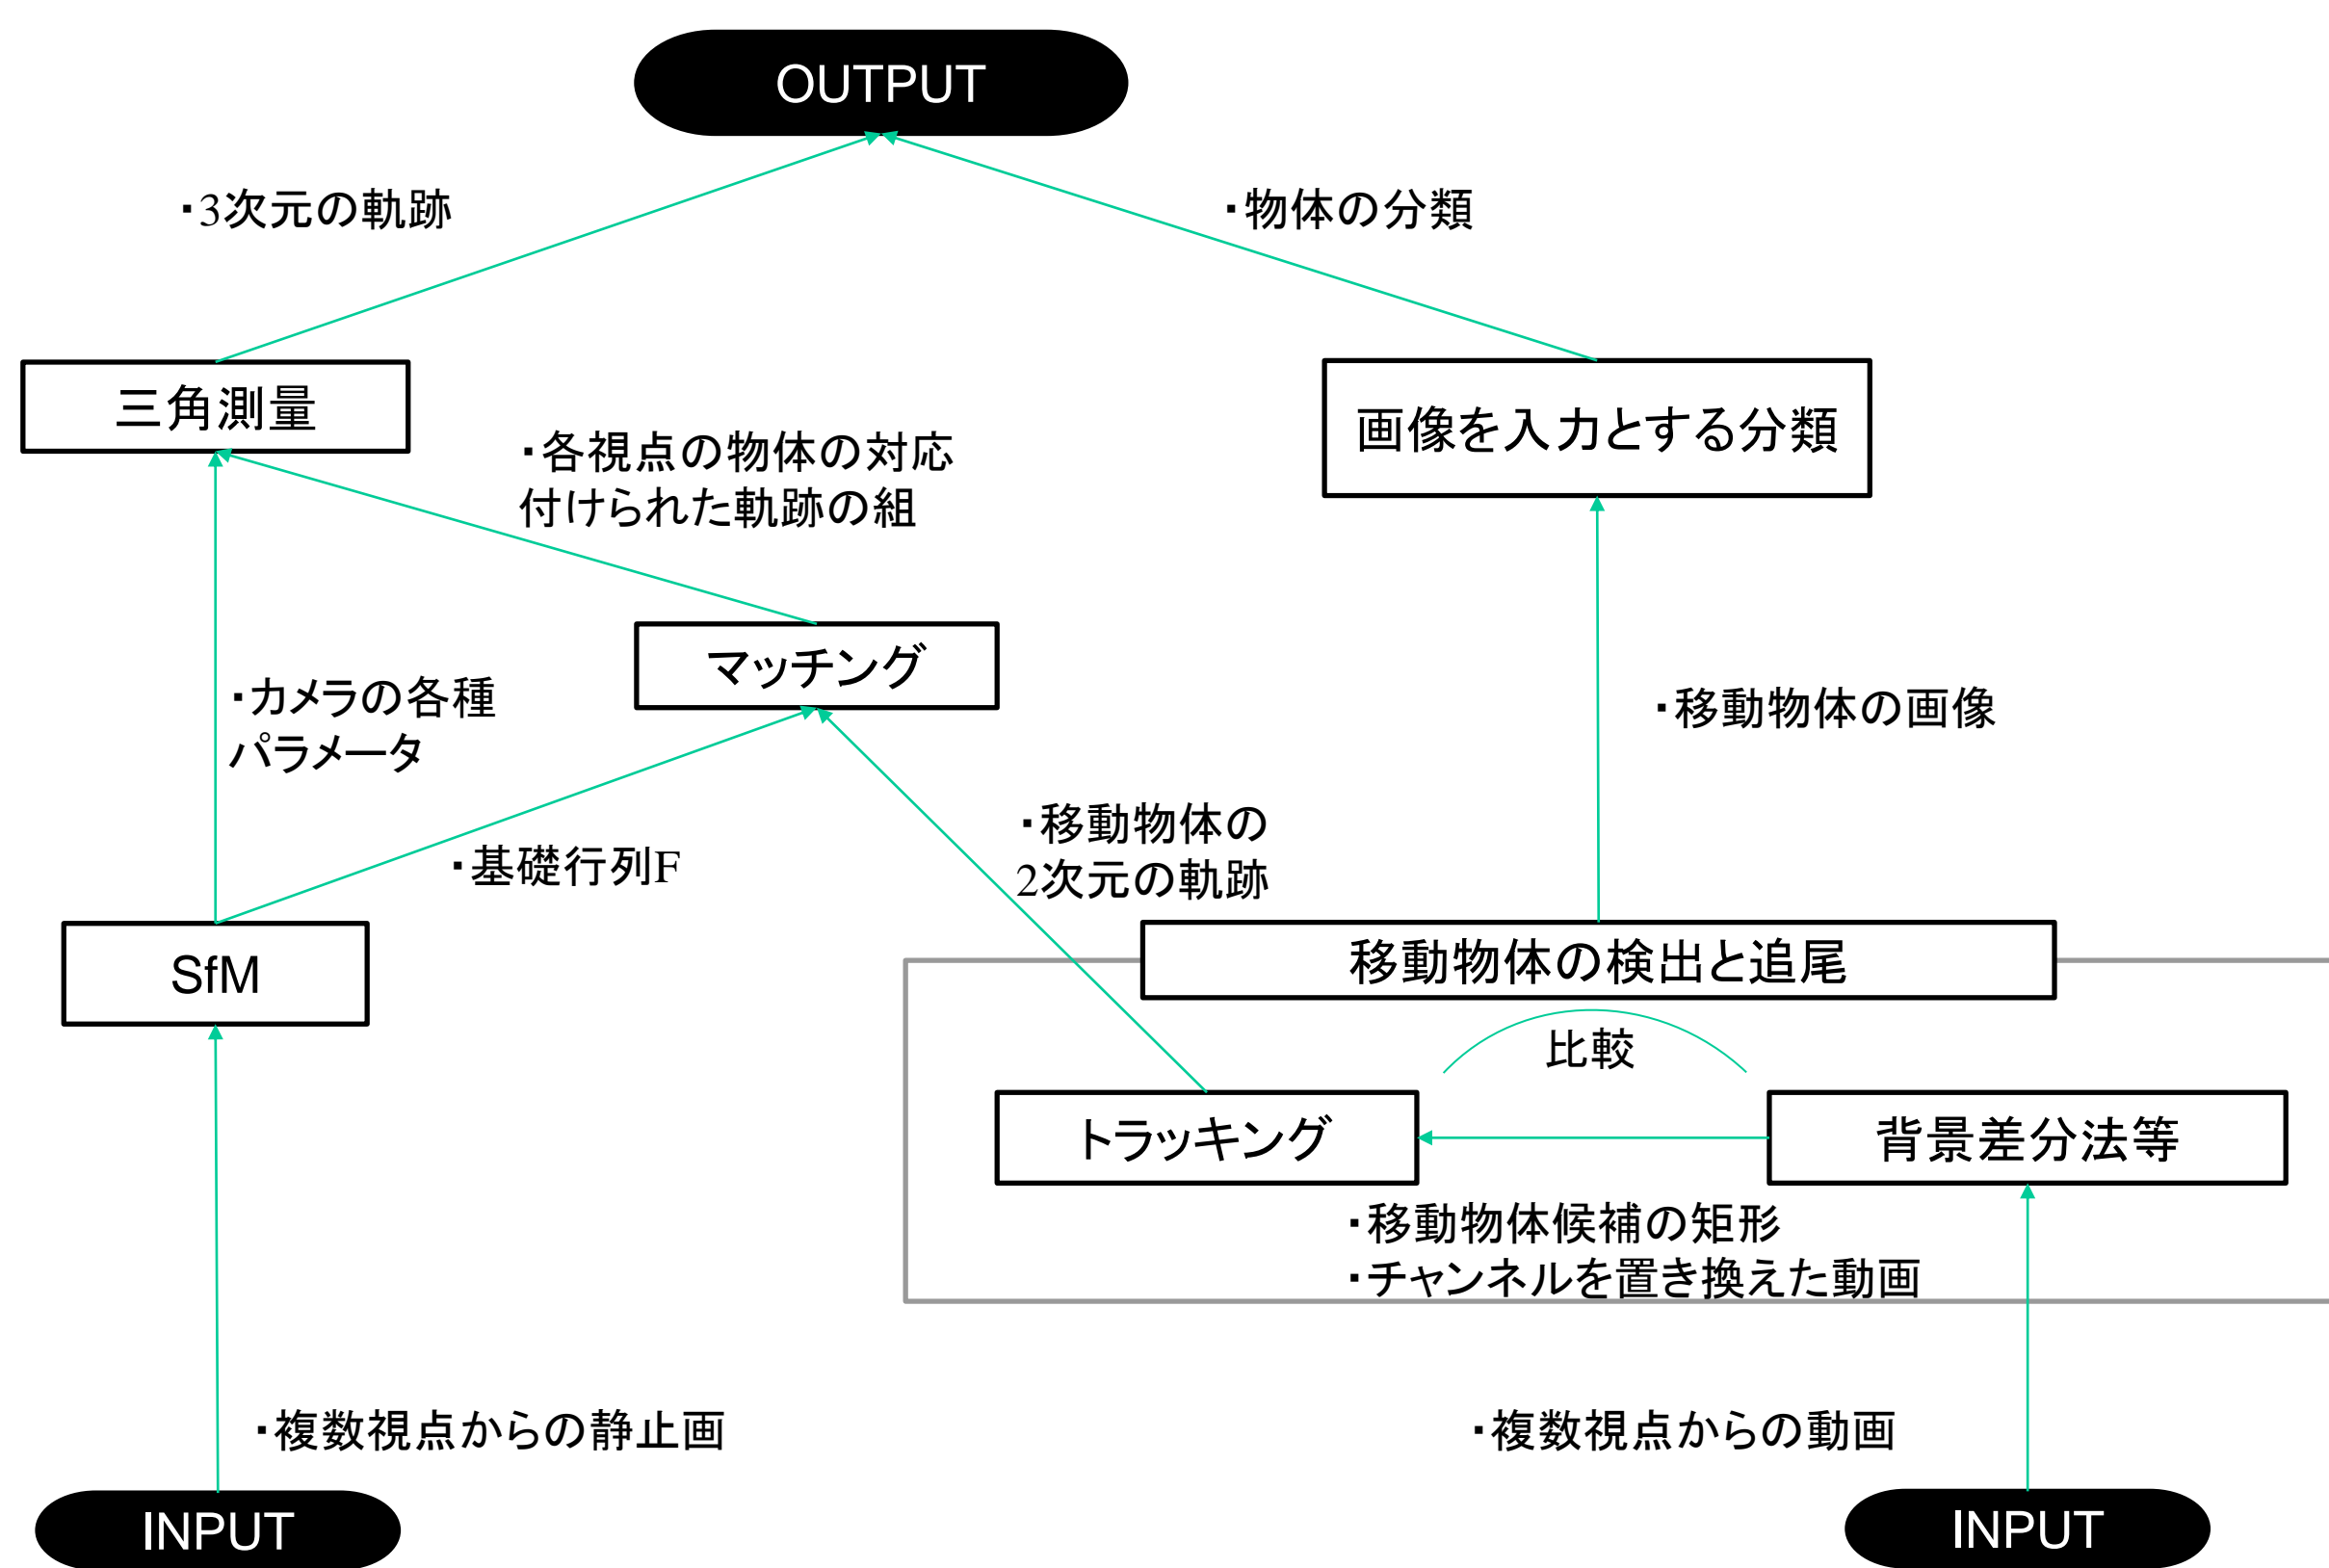 OUTPUT
・3次元の軌跡
・物体の分類
三角測量
画像を入力とする分類
・各視点の物体の対応
付けられた軌跡の組
マッチング
・カメラの各種
パラメータ
・移動物体の画像
・移動物体の
2次元の軌跡
・基礎行列F
SfM
移動物体の検出と追尾
比較
トラッキング
背景差分法等
・移動物体候補の矩形
・チャンネルを置き換えた動画
・複数視点からの静止画
・複数視点からの動画
INPUT
INPUT